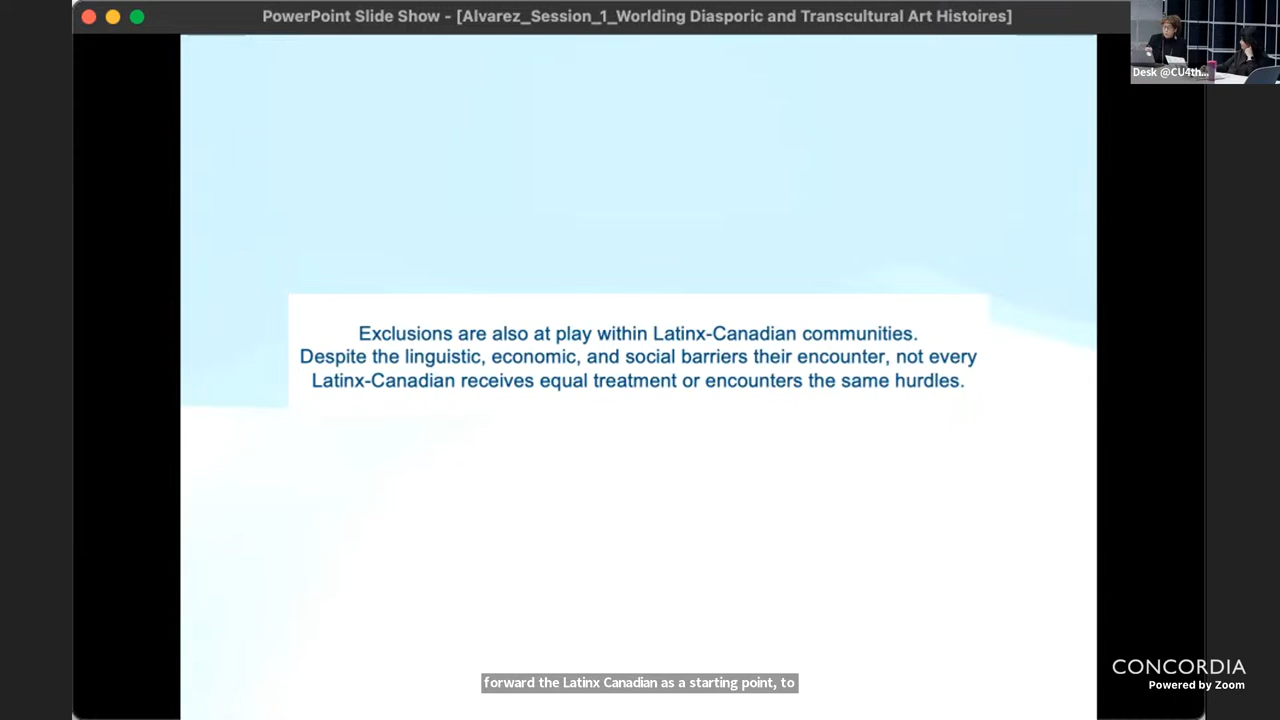 PowerPoint Slide Show - [Alvarez_Session_1_Worlding Diasporic and Transcultural Art Histoires]
Desk @CU4th...
Exclusions are also at play within Latinx-Canadian communities.
Despite the linguistic, economic, and social barriers their encounter, not every
Latinx-Canadian receives equal treatment or encounters the same hurdles.
forward the Latinx Canadian as a starting point, to
CONCORDIA
Powered by Zoom